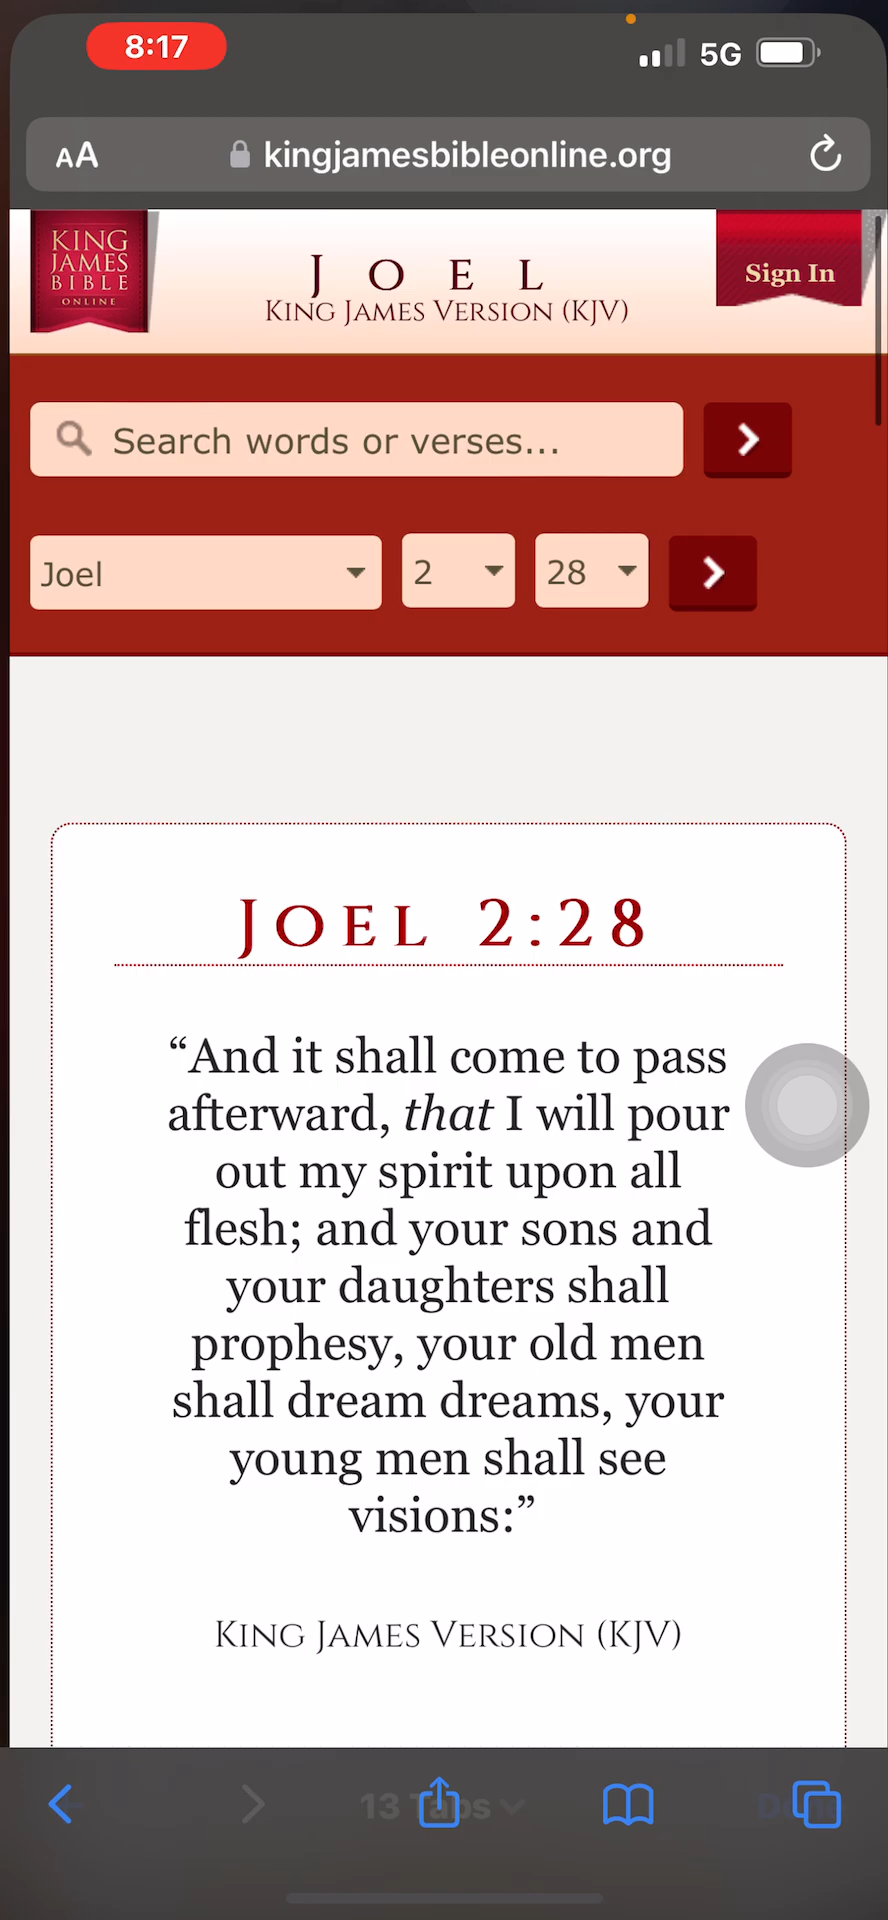 8:17
5G
AA
kingjamesbibleonline.org
KING
JAMES
BIBLE
ONLINE
JOEL
KING JAMES VERSION (KJV)
Sign In
Search words or verses...
Joel
2
28
JOEL 2:28
“And it shall come to pass
afterward, that I will pour
out my spirit upon all
flesh; and your sons and
your daughters shall
prophesy, your old men
shall dream dreams, your
young men shall see
visions:”
KING JAMES VERSION (KJV)
13 Tabs